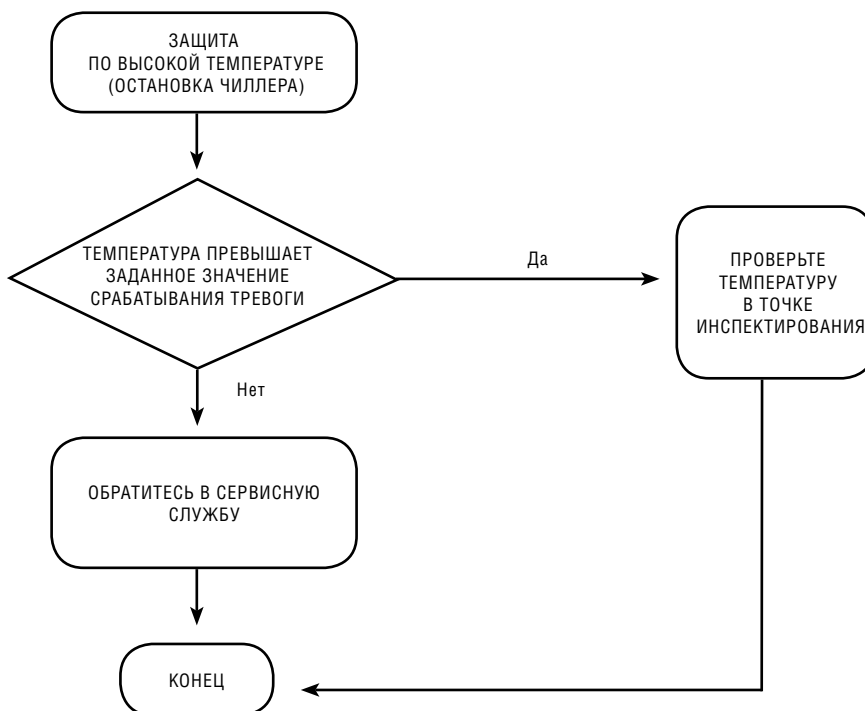 ЗАЩИТА
ПО ВЫСОКОЙ ТЕМПЕРАТУРЕ
(ОСТАНОВКА ЧИЛЛЕРА)
ТЕМПЕРАТУРА ПРЕВЫШАЕТ
ЗАДАННОЕ ЗНАЧЕНИЕ
СРАБАТЫВАНИЯ ТРЕВОГИ
Да
ПРОВЕРЬТЕ
ТЕМПЕРАТУРУ
В ТОЧКЕ
ИНСПЕКТИРОВАНИЯ
Нет
ОБРАТИТЕСЬ В СЕРВИСНУЮ
СЛУЖБУ
КОНЕЦ